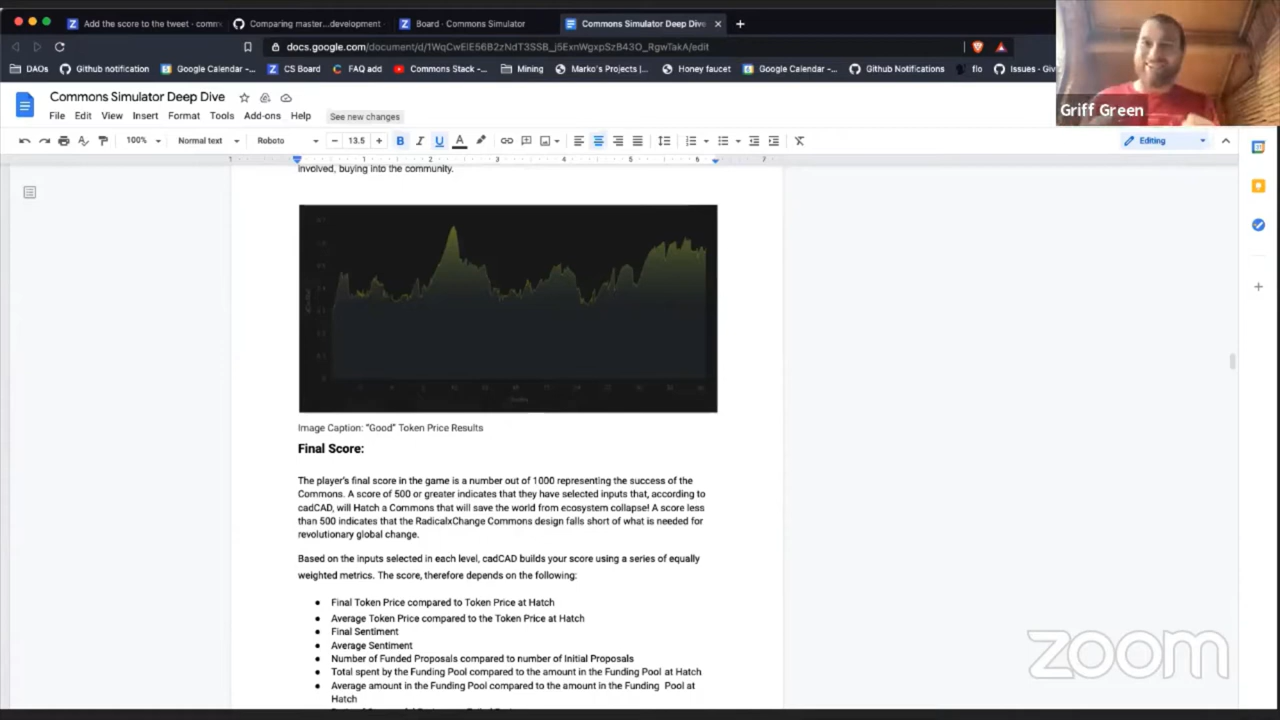 Add the score to the tweet · comm
Comparing master...development ·
Board · Commons Simulator
Commons Simulator Deep Dive
docs.google.com/document/d/1WqCwEIE56B2zNdT3SSB_j5ExnWgxpSzB43O_RgwTakA/edit
DAOs
Github notification
Google Calendar -...
CS Board
FAQ add
Commons Stack -...
Mining
Marko's Projects |...
Honey faucet
Google Calendar -...
Github Notifications
flo
Issues · Giv
Griff Green
Commons Simulator Deep Dive
File Edit View Insert Format Tools Add-ons Help See new changes
100% Normal text Roboto 13.5 B I U A Editing
1 1 2 3 4 5 6 7
involved, buying into the community.
Image Caption: "Good" Token Price Results
Final Score:
The player's final score in the game is a number out of 1000 representing the success of the
Commons. A score of 500 or greater indicates that they have selected inputs that, according to
cadCAD, will Hatch a Commons that will save the world from ecosystem collapse! A score less
than 500 indicates that the RadicalxChange Commons design falls short of what is needed for
revolutionary global change.
Based on the inputs selected in each level, cadCAD builds your score using a series of equally
weighted metrics. The score, therefore depends on the following:
● Final Token Price compared to Token Price at Hatch
● Average Token Price compared to the Token Price at Hatch
● Final Sentiment
● Average Sentiment
● Number of Funded Proposals compared to number of Initial Proposals
● Total spent by the Funding Pool compared to the amount in the Funding Pool at Hatch
● Average amount in the Funding Pool compared to the amount in the Funding Pool at
Hatch
zoom